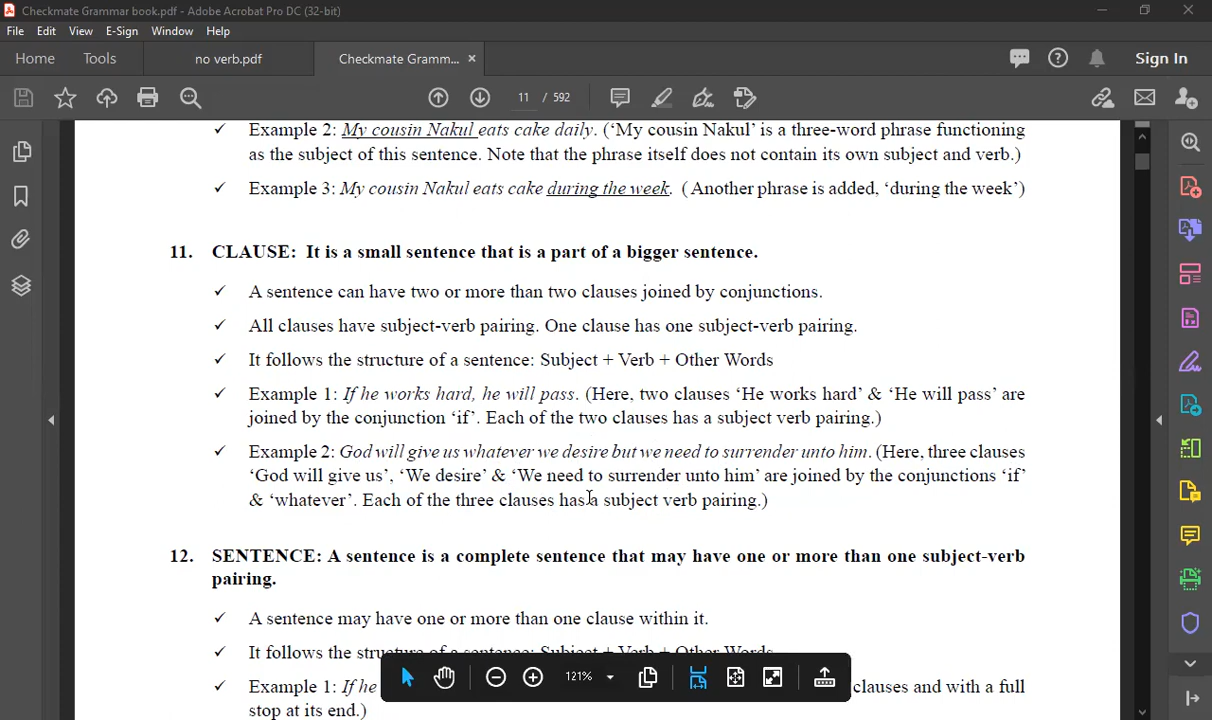 Checkmate Grammar book.pdf - Adobe Acrobat Pro DC (32-bit)
File Edit View E-Sign Window Help
Home Tools no verb.pdf Checkmate Gramm... × Sign In
11 / 592
✓ Example 2: My cousin Nakul eats cake daily. (‘My cousin Nakul’ is a three-word phrase functioning
as the subject of this sentence. Note that the phrase itself does not contain its own subject and verb.)
✓ Example 3: My cousin Nakul eats cake during the week. ( Another phrase is added, ‘during the week’)
11. CLAUSE: It is a small sentence that is a part of a bigger sentence.
✓ A sentence can have two or more than two clauses joined by conjunctions.
✓ All clauses have subject-verb pairing. One clause has one subject-verb pairing.
✓ It follows the structure of a sentence: Subject + Verb + Other Words
✓ Example 1: If he works hard, he will pass. (Here, two clauses ‘He works hard’ & ‘He will pass’ are
joined by the conjunction ‘if’. Each of the two clauses has a subject verb pairing.)
✓ Example 2: God will give us whatever we desire but we need to surrender unto him. (Here, three clauses
‘God will give us’, ‘We desire’ & ‘We need to surrender unto him’ are joined by the conjunctions ‘if’
& ‘whatever’. Each of the three clauses has a subject verb pairing.)
12. SENTENCE: A sentence is a complete sentence that may have one or more than one subject-verb
pairing.
✓ A sentence may have one or more than one clause within it.
✓ It follows the structure of a sentence: Subject + Verb + Other Words
✓ Example 1: If he clauses and with a full
stop at its end.)
121%